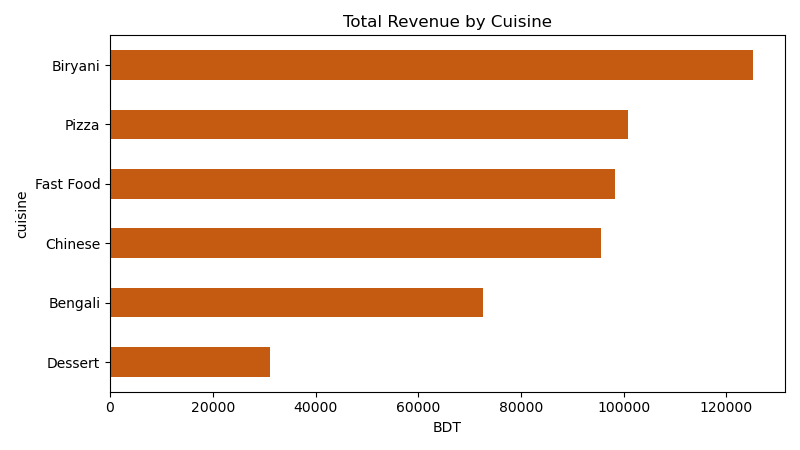 Total Revenue by Cuisine
cuisine
Biryani
Pizza
Fast Food
Chinese
Bengali
Dessert
0 20000 40000 60000 80000 100000 120000
BDT